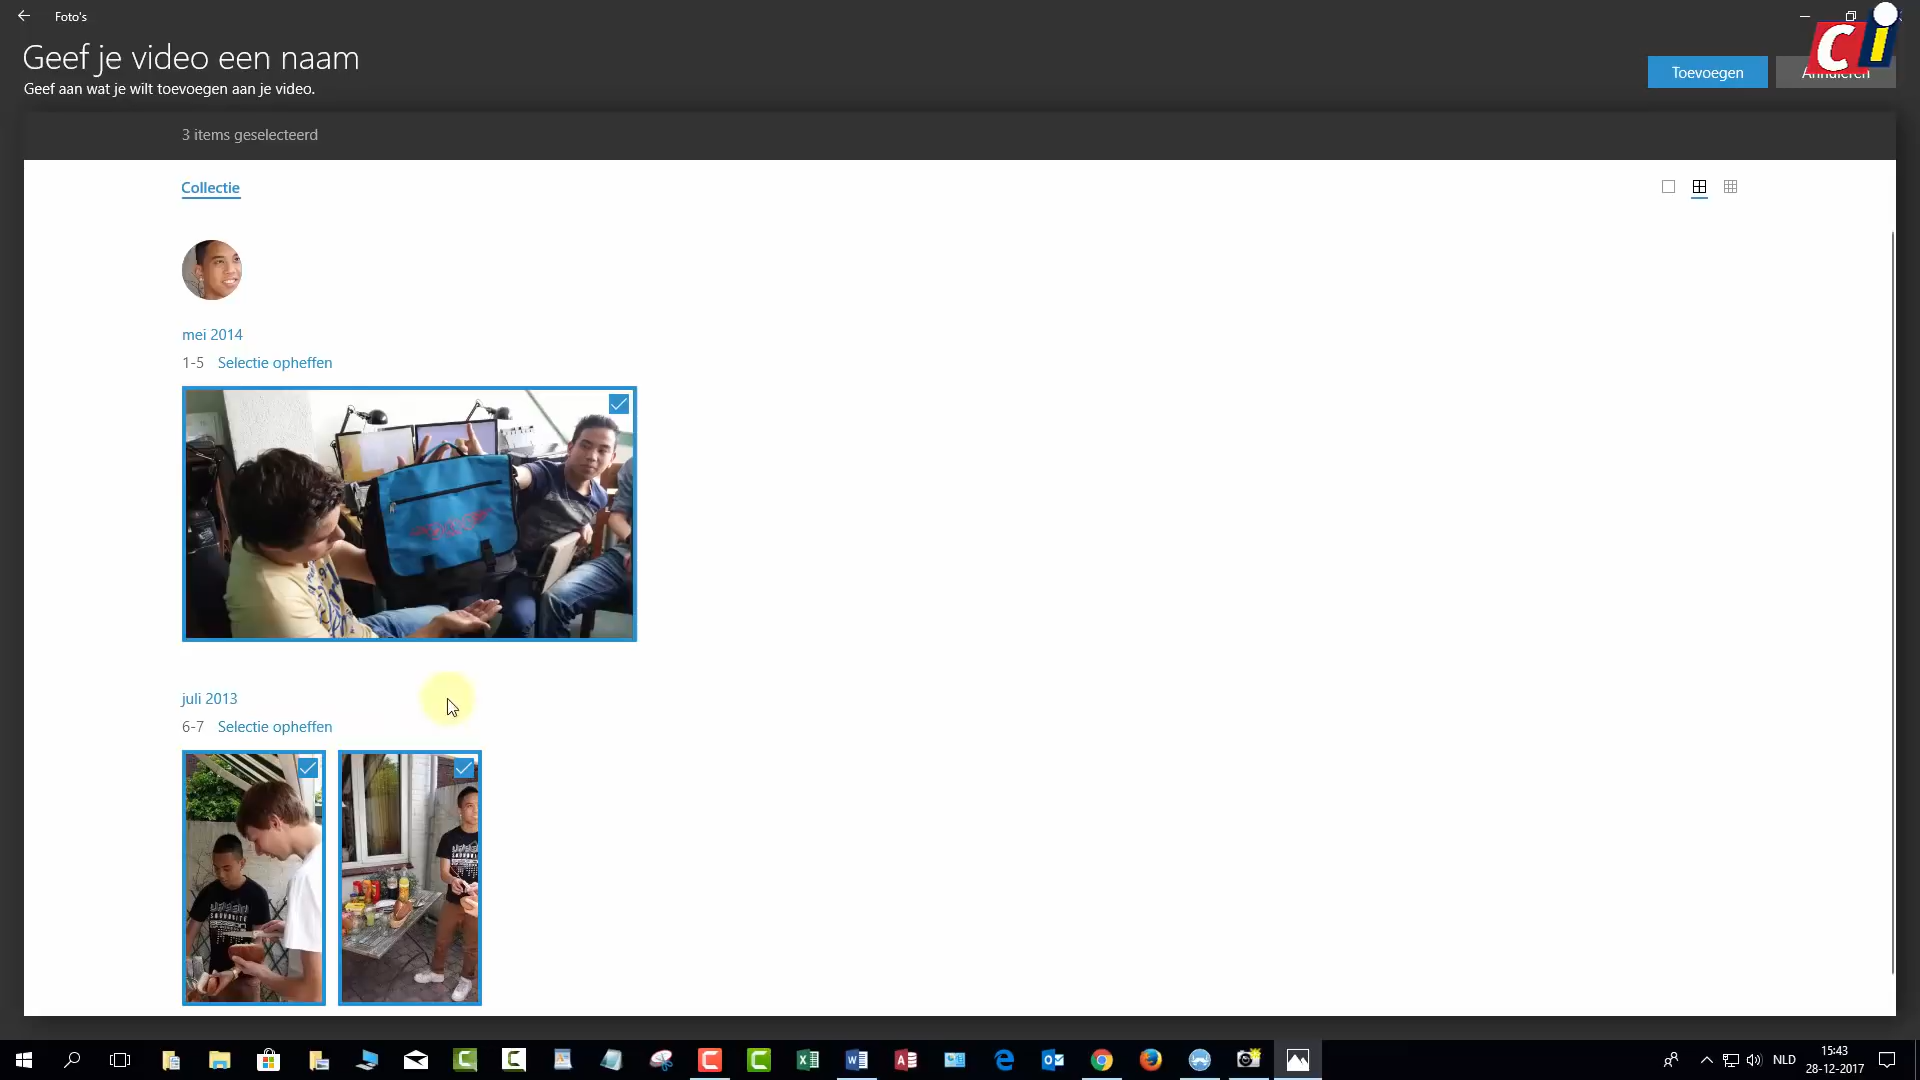 Foto's
Geef je video een naam
Geef aan wat je wilt toevoegen aan je video.
Toevoegen
Annuleren
Ci
3 items geselecteerd
Collectie
mei 2014
1-5 Selectie opheffen
juli 2013
6-7 Selectie opheffen
NLD
15:43
28-12-2017